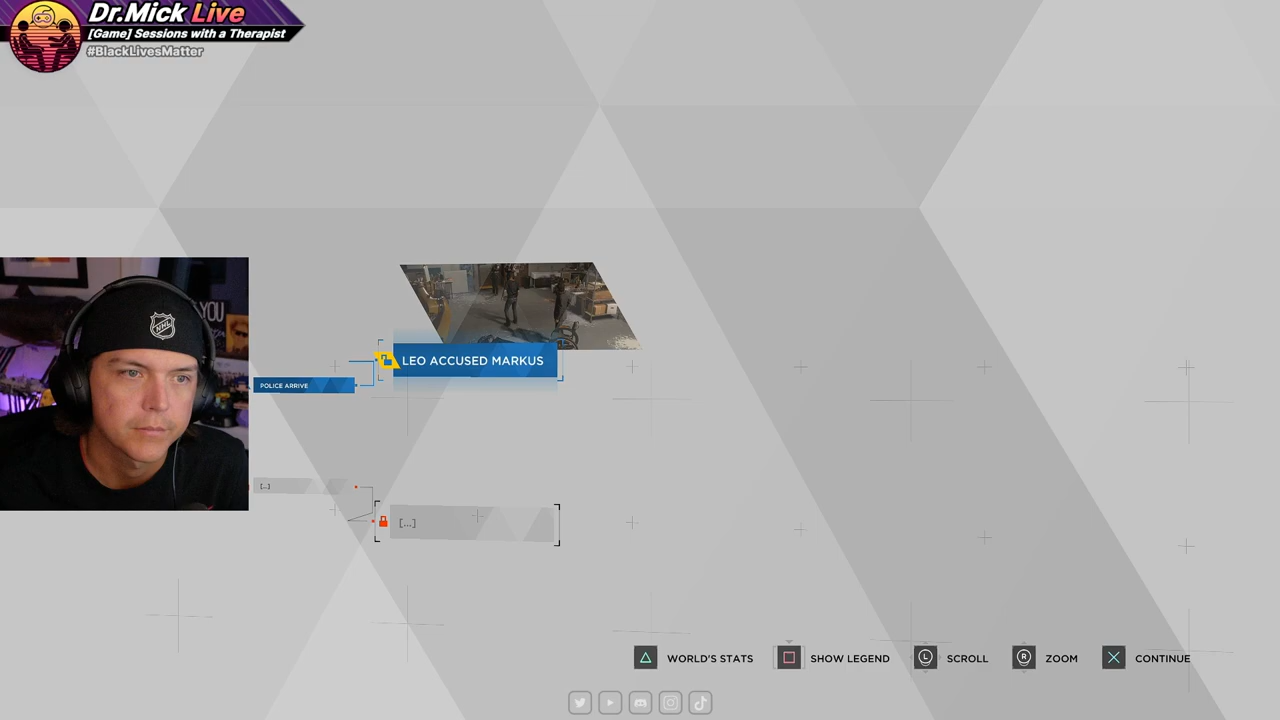 Dr.Mick Live
[Game] Sessions with a Therapist
#BlackLivesMatter
NHL
YOU
LEO ACCUSED MARKUS
POLICE ARRIVE
[...]
[...]
WORLD'S STATS
SHOW LEGEND
L
SCROLL
R
ZOOM
CONTINUE